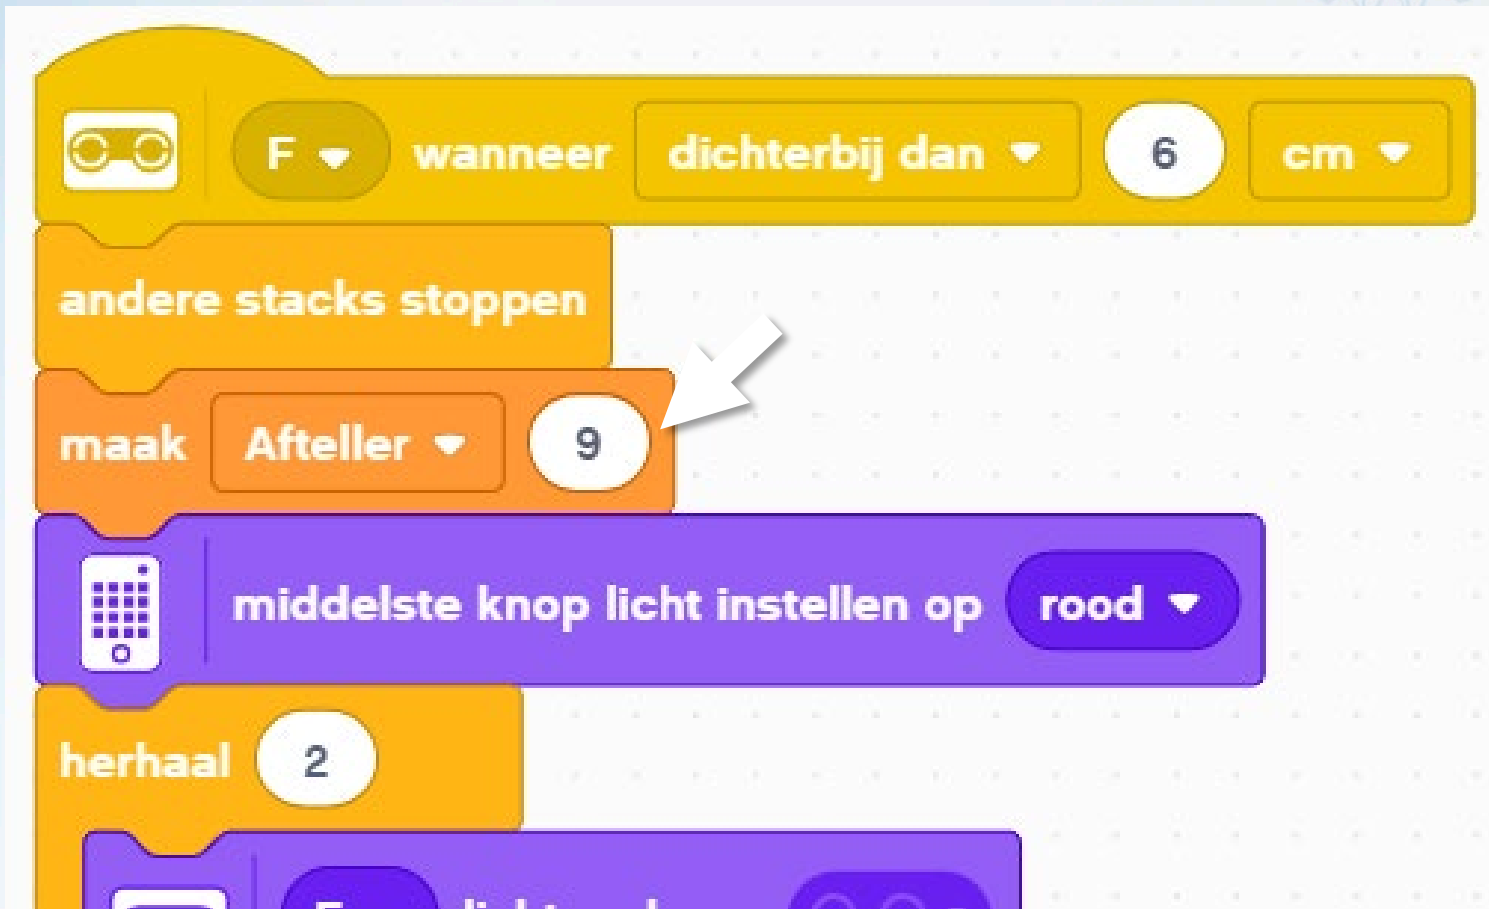 F wanneer dichterbij dan 6 cm
andere stacks stoppen
maak Afteller 9
middelste knop licht instellen op rood
herhaal 2